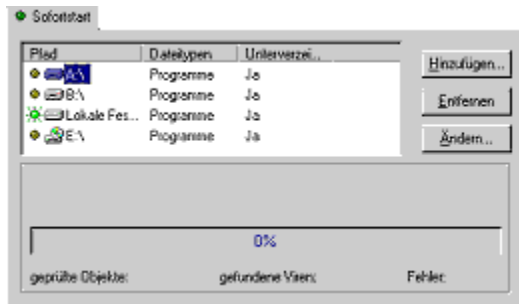 Sofortstart
Pfad Dateitypen Unterverzei...
A:\ Programme Ja
B:\ Programme Ja
Lokale Fes... Programme Ja
E:\ Programme Ja
Hinzufügen...
Entfernen
Ändern...
0%
geprüfte Objekte: gefundene Viren: Fehler: